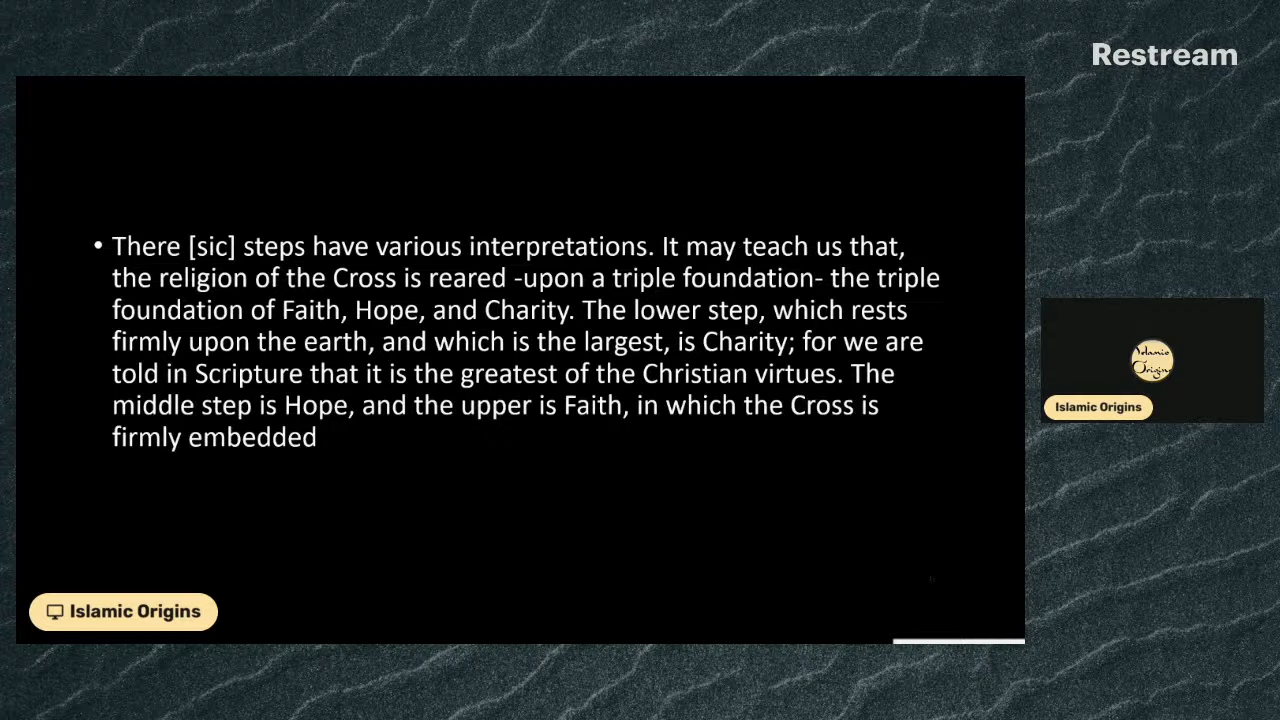 Restream
• There [sic] steps have various interpretations. It may teach us that,
the religion of the Cross is reared -upon a triple foundation- the triple
foundation of Faith, Hope, and Charity. The lower step, which rests
firmly upon the earth, and which is the largest, is Charity; for we are
told in Scripture that it is the greatest of the Christian virtues. The
middle step is Hope, and the upper is Faith, in which the Cross is
firmly embedded
Islamic Origins
Islamic
Origins
Islamic Origins